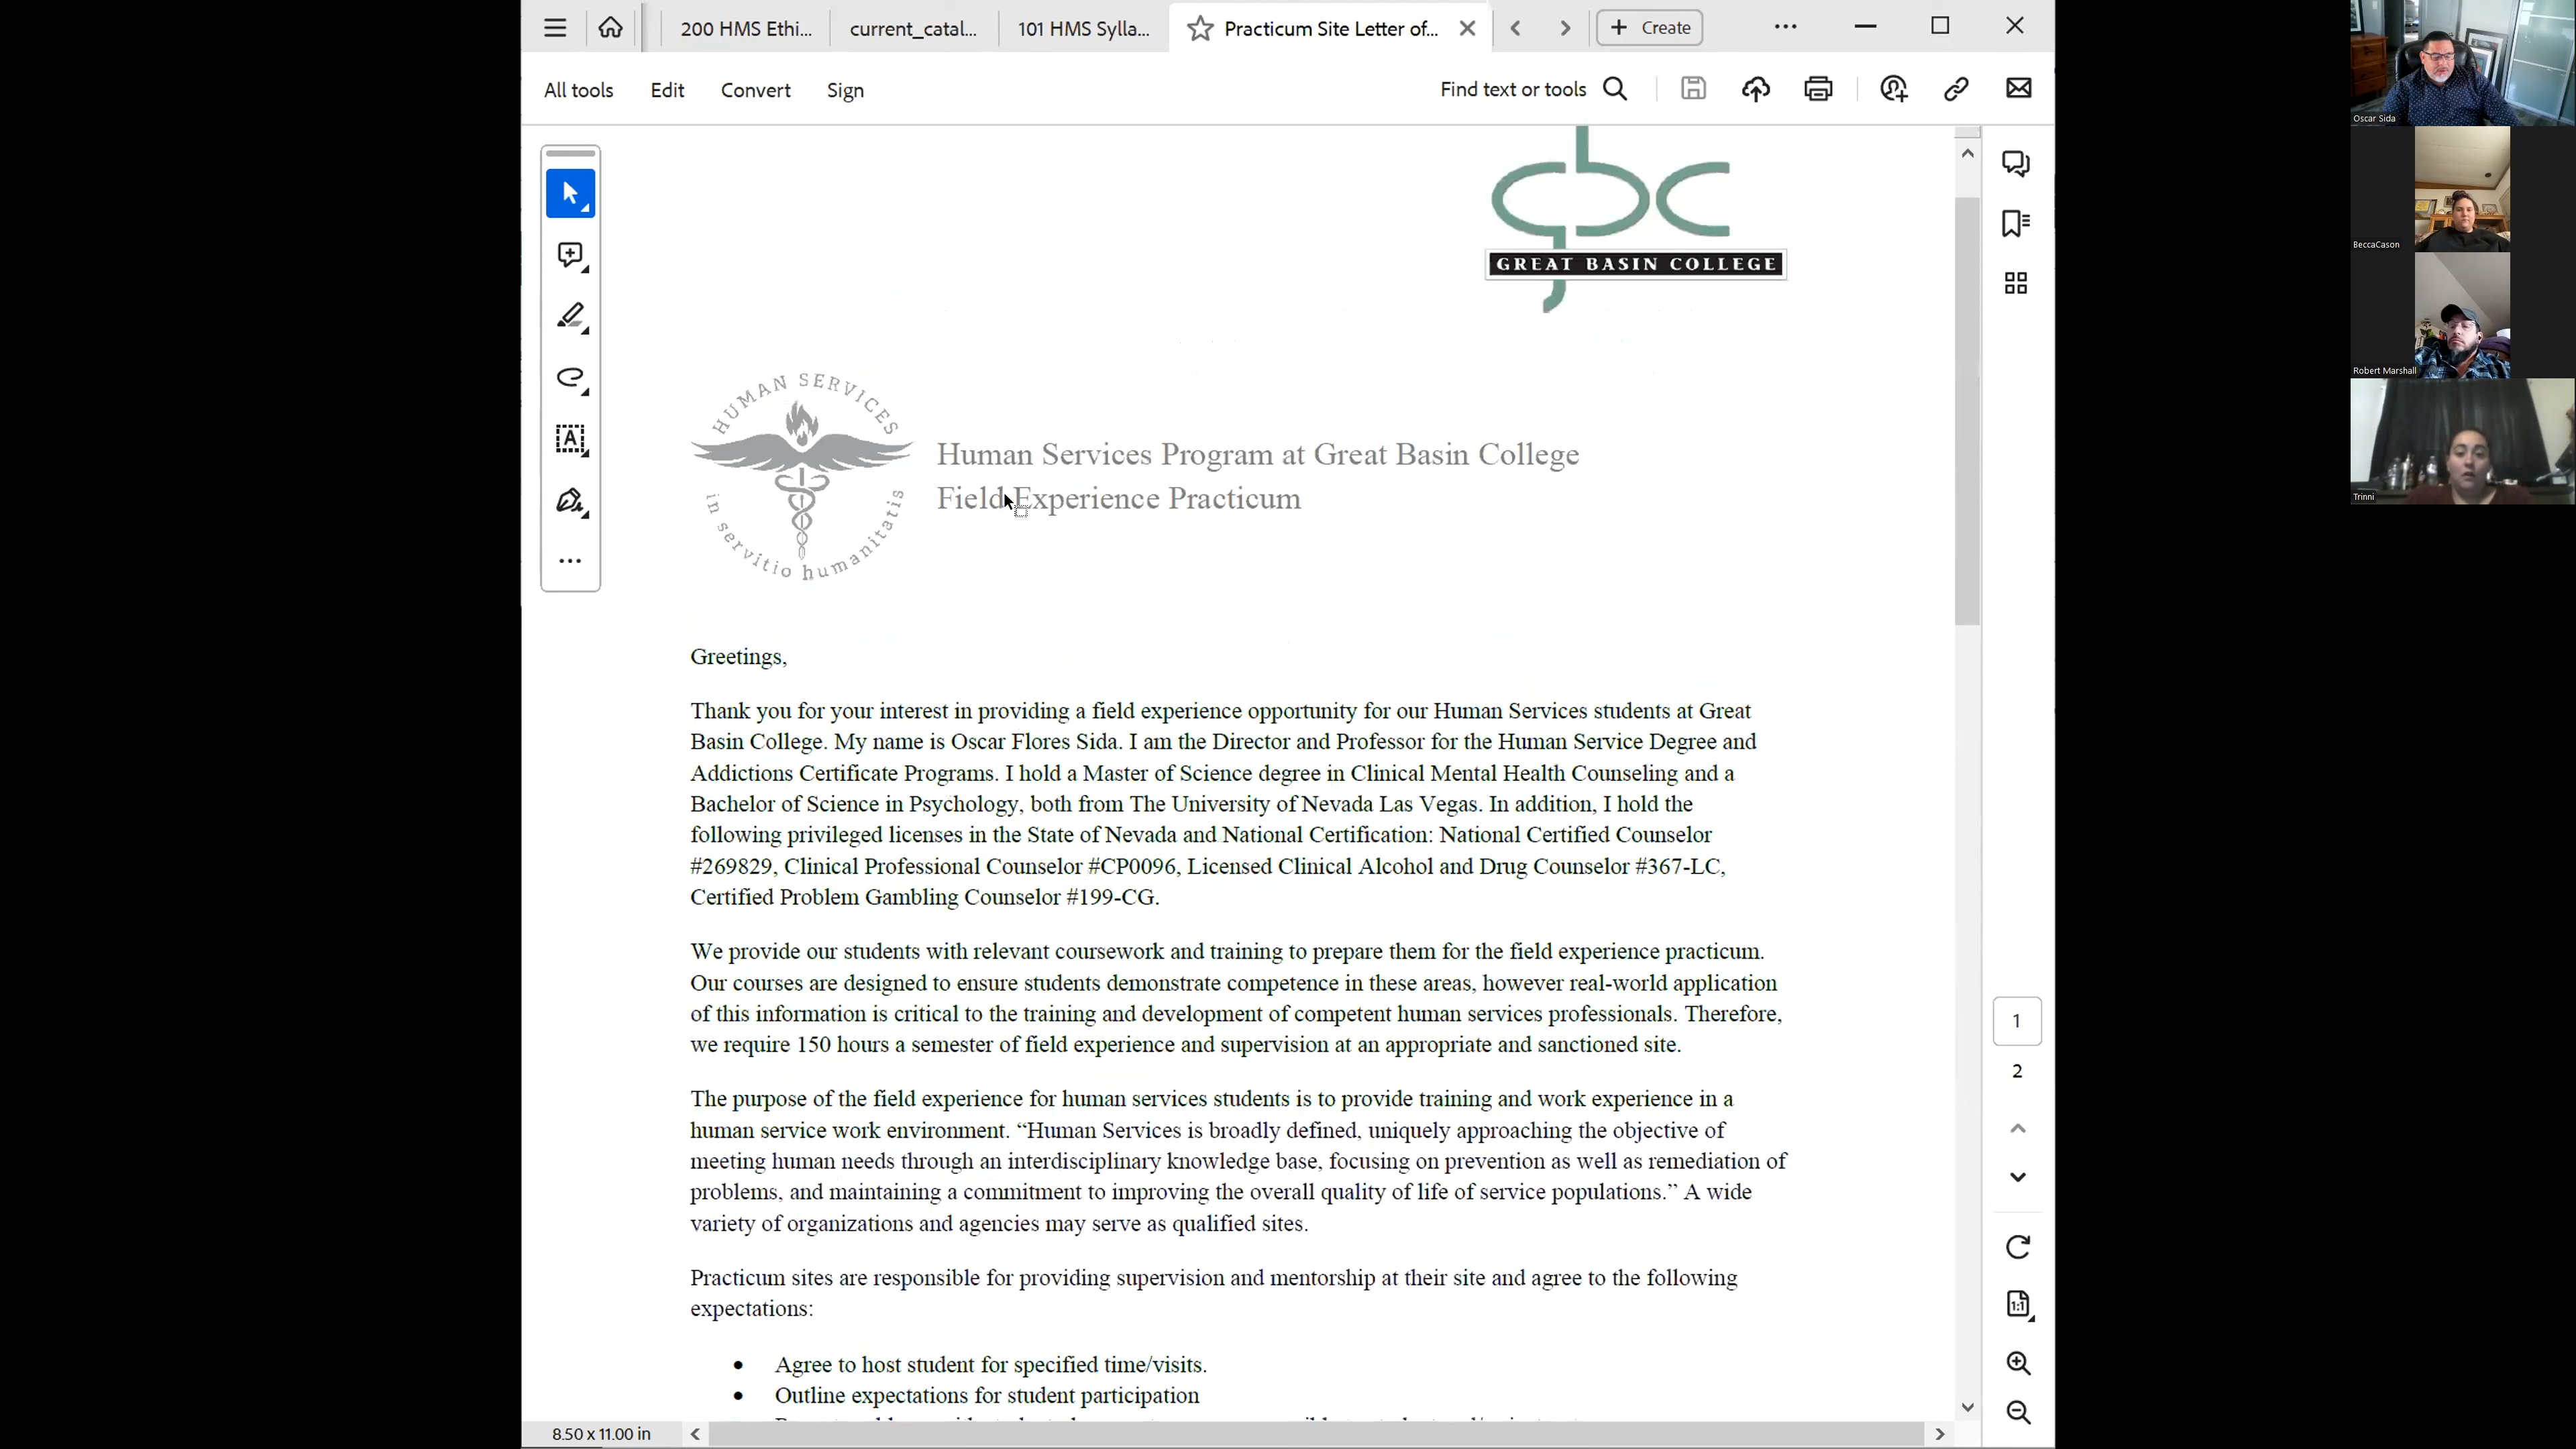 200 HMS Ethi...
current_catal...
101 HMS Sylla...
Practicum Site Letter of...
Create
All tools
Edit
Convert
Sign
Find text or tools
gbc
GREAT BASIN COLLEGE
HUMAN SERVICES
in servitio humanitatis
Human Services Program at Great Basin College
Field Experience Practicum
Greetings,
Thank you for your interest in providing a field experience opportunity for our Human Services students at Great
Basin College. My name is Oscar Flores Sida. I am the Director and Professor for the Human Service Degree and
Addictions Certificate Programs. I hold a Master of Science degree in Clinical Mental Health Counseling and a
Bachelor of Science in Psychology, both from The University of Nevada Las Vegas. In addition, I hold the
following privileged licenses in the State of Nevada and National Certification: National Certified Counselor
#269829, Clinical Professional Counselor #CP0096, Licensed Clinical Alcohol and Drug Counselor #367-LC,
Certified Problem Gambling Counselor #199-CG.
We provide our students with relevant coursework and training to prepare them for the field experience practicum.
Our courses are designed to ensure students demonstrate competence in these areas, however real-world application
of this information is critical to the training and development of competent human services professionals. Therefore,
we require 150 hours a semester of field experience and supervision at an appropriate and sanctioned site.
The purpose of the field experience for human services students is to provide training and work experience in a
human service work environment. “Human Services is broadly defined, uniquely approaching the objective of
meeting human needs through an interdisciplinary knowledge base, focusing on prevention as well as remediation of
problems, and maintaining a commitment to improving the overall quality of life of service populations.” A wide
variety of organizations and agencies may serve as qualified sites.
Practicum sites are responsible for providing supervision and mentorship at their site and agree to the following
expectations:
• Agree to host student for specified time/visits.
• Outline expectations for student participation
8.50 x 11.00 in
1
2
1:1
Oscar Sida
BeccaCason
Robert Marshall
Trinni